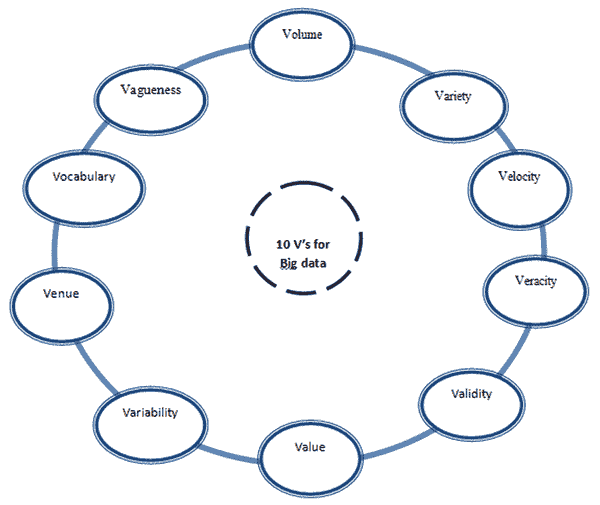 Volume
Variety
Velocity
Veracity
Validity
Value
Variability
Venue
Vocabulary
Vagueness
10 V's for
Big data